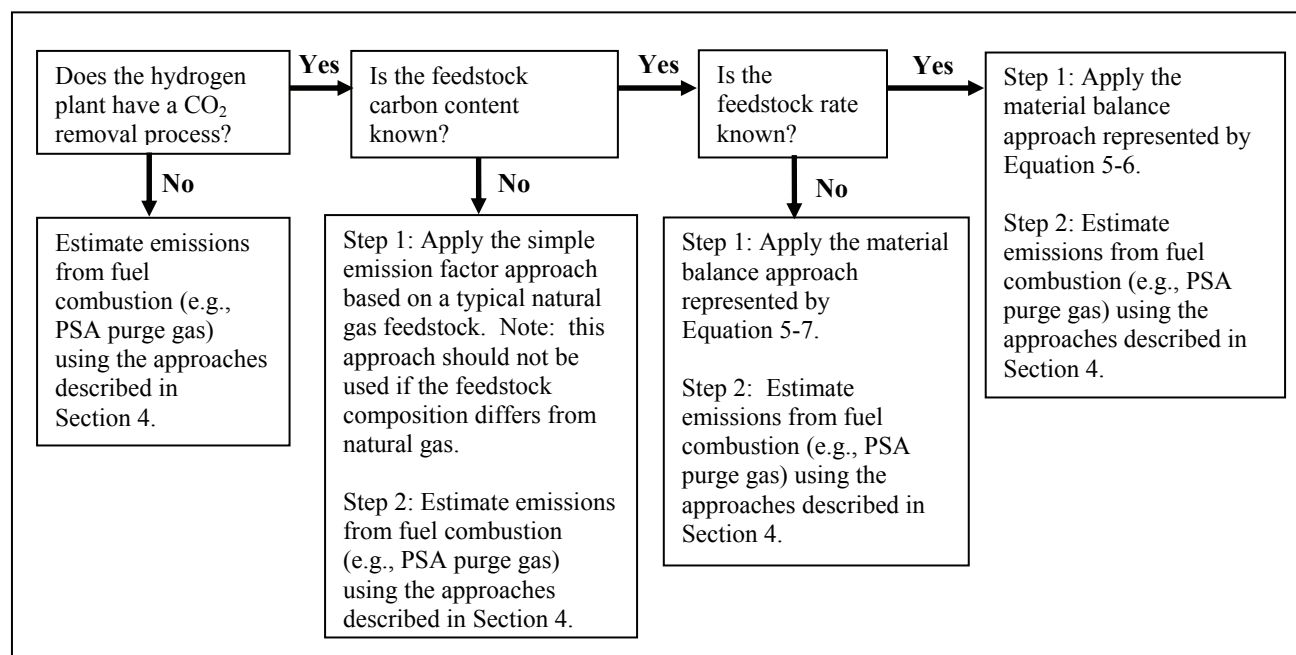 Does the hydrogen
plant have a CO₂
removal process?
Yes
Is the feedstock
carbon content
known?
Yes
Is the
feedstock rate
known?
Yes
Step 1: Apply the
material balance
approach represented by
Equation 5-6.
Step 2: Estimate
emissions from fuel
combustion (e.g., PSA
purge gas) using the
approaches described in
Section 4.
No
Estimate emissions
from fuel
combustion (e.g.,
PSA purge gas)
using the approaches
described in
Section 4.
No
Step 1: Apply the simple
emission factor approach
based on a typical natural
gas feedstock.  Note:  this
approach should not be
used if the feedstock
composition differs from
natural gas.
Step 2: Estimate emissions
from fuel combustion
(e.g., PSA purge gas)
using the approaches
described in Section 4.
No
Step 1: Apply the material
balance approach
represented by
Equation 5-7.
Step 2:  Estimate
emissions from fuel
combustion (e.g., PSA
purge gas) using the
approaches described in
Section 4.